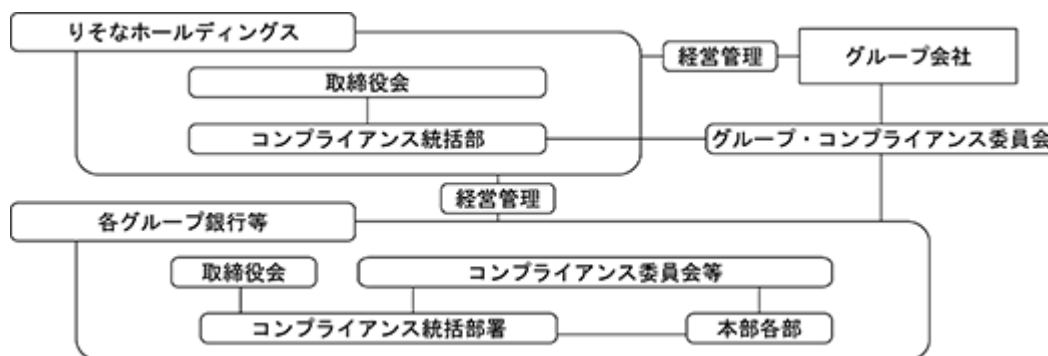 りそなホールディングス
経営管理
グループ会社
取締役会
コンプライアンス統括部
グループ・コンプライアンス委員会
経営管理
各グループ銀行等
取締役会
コンプライアンス委員会等
コンプライアンス統括部署
本部各部